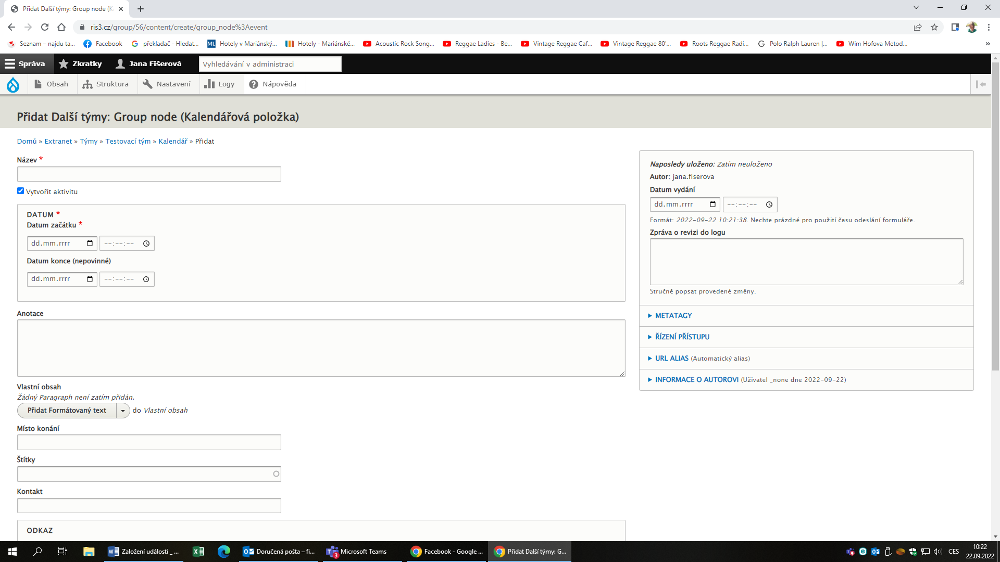 Přidat Další týmy: Group node (K
ris3.cz/group/56/content/create/group_node%3Aevent
Seznam – najdu ta... Facebook překladač - Hledat... ML Hotely v Mariánský... Hotely - Mariánské... Acoustic Rock Song... Reggae Ladies - Be... Vintage Reggae Caf... Vintage Reggae 80'... Roots Reggae Radi... Polo Ralph Lauren |... Wim Hofova Metod... »
Správa Zkratky Jana Fišerová Vyhledávání v administraci
Obsah Struktura Nastavení Logy Nápověda
Přidat Další týmy: Group node (Kalendářová položka)
Domů » Extranet » Týmy » Testovací tým » Kalendář » Přidat
Název *
Vytvořit aktivitu
DATUM *
Datum začátku *
dd.mm.rrrr --:--:--
Datum konce (nepovinné)
dd.mm.rrrr --:--:--
Anotace
Vlastní obsah
Žádný Paragraph není zatím přidán.
Přidat Formátovaný text do Vlastní obsah
Místo konání
Štítky
Kontakt
ODKAZ
Naposledy uloženo: Zatím neuloženo
Autor: jana.fiserova
Datum vydání
dd.mm.rrrr --:--:--
Formát: 2022-09-22 10:21:38. Nechte prázdné pro použití času odeslání formuláře.
Zpráva o revizi do logu
Stručně popsat provedené změny.
METATAGY
ŘÍZENÍ PŘÍSTUPU
URL ALIAS (Automatický alias)
INFORMACE O AUTOROVI (Uživatel _none dne 2022-09-22)
Založení události _ ... Doručená pošta – fi... 3 Microsoft Teams Facebook - Google ... Přidat Další týmy: G... CES 10:22
22.09.2022